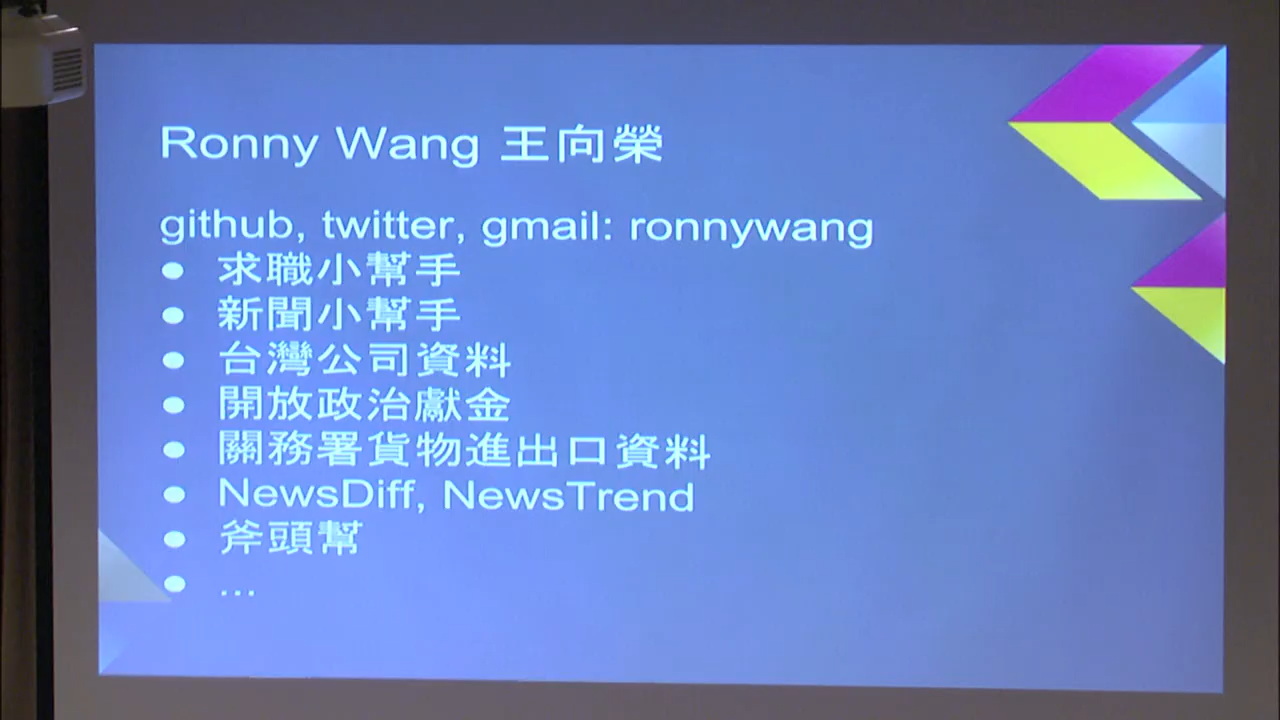 Ronny Wang 王向榮
github, twitter, gmail: ronnywang
● 求職小幫手
● 新聞小幫手
● 台灣公司資料
● 開放政治獻金
● 關務署貨物進出口資料
● NewsDiff, NewsTrend
● 斧頭幫
● ...